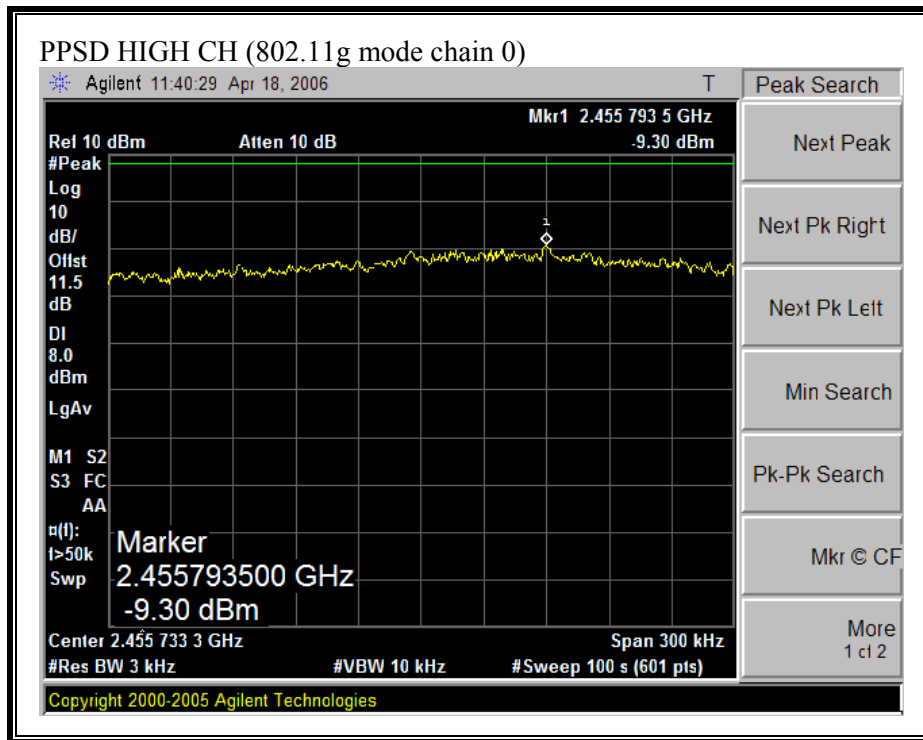 PPSD HIGH CH (802.11g mode chain 0)
Agilent 11:40:29 Apr 18, 2006 T
Peak Search
Mkr1 2.455 793 5 GHz
Ref 10 dBm Atten 10 dB -9.30 dBm
#Peak
Log
10
dB/
Offst
11.5
dB
DI
8.0
dBm
LgAv
M1 S2
S3 FC
AA
¤(f):
f>50k
Swp
1
Marker
2.455793500 GHz
-9.30 dBm
Center 2.455 733 3 GHz Span 300 kHz
#Res BW 3 kHz #VBW 10 kHz #Sweep 100 s (601 pts)
Copyright 2000-2005 Agilent Technologies
Next Peak
Next Pk Right
Next Pk Left
Min Search
Pk-Pk Search
Mkr © CF
More
1 of 2